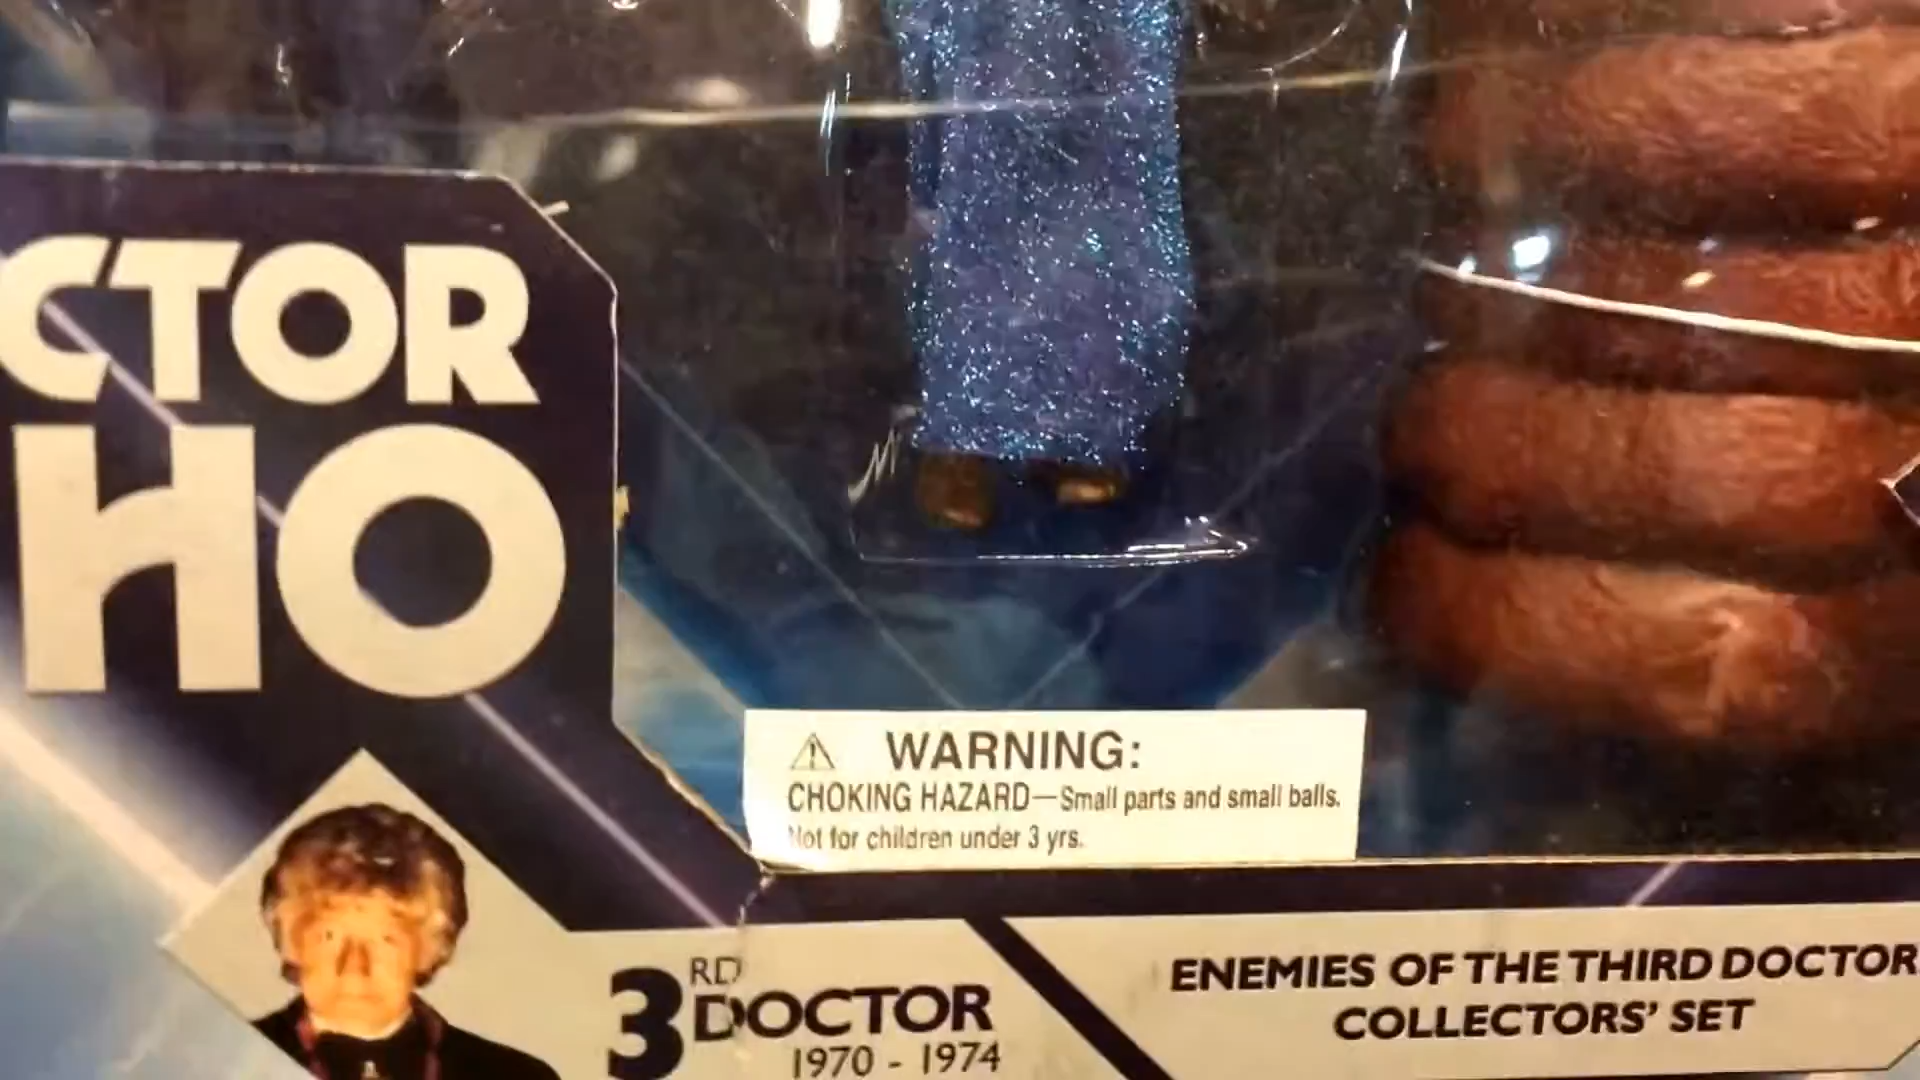 CTOR
HO
WARNING:
CHOKING HAZARD—Small parts and small balls.
Not for children under 3 yrs.
3RD DOCTOR
1970 - 1974
ENEMIES OF THE THIRD DOCTOR
COLLECTORS' SET